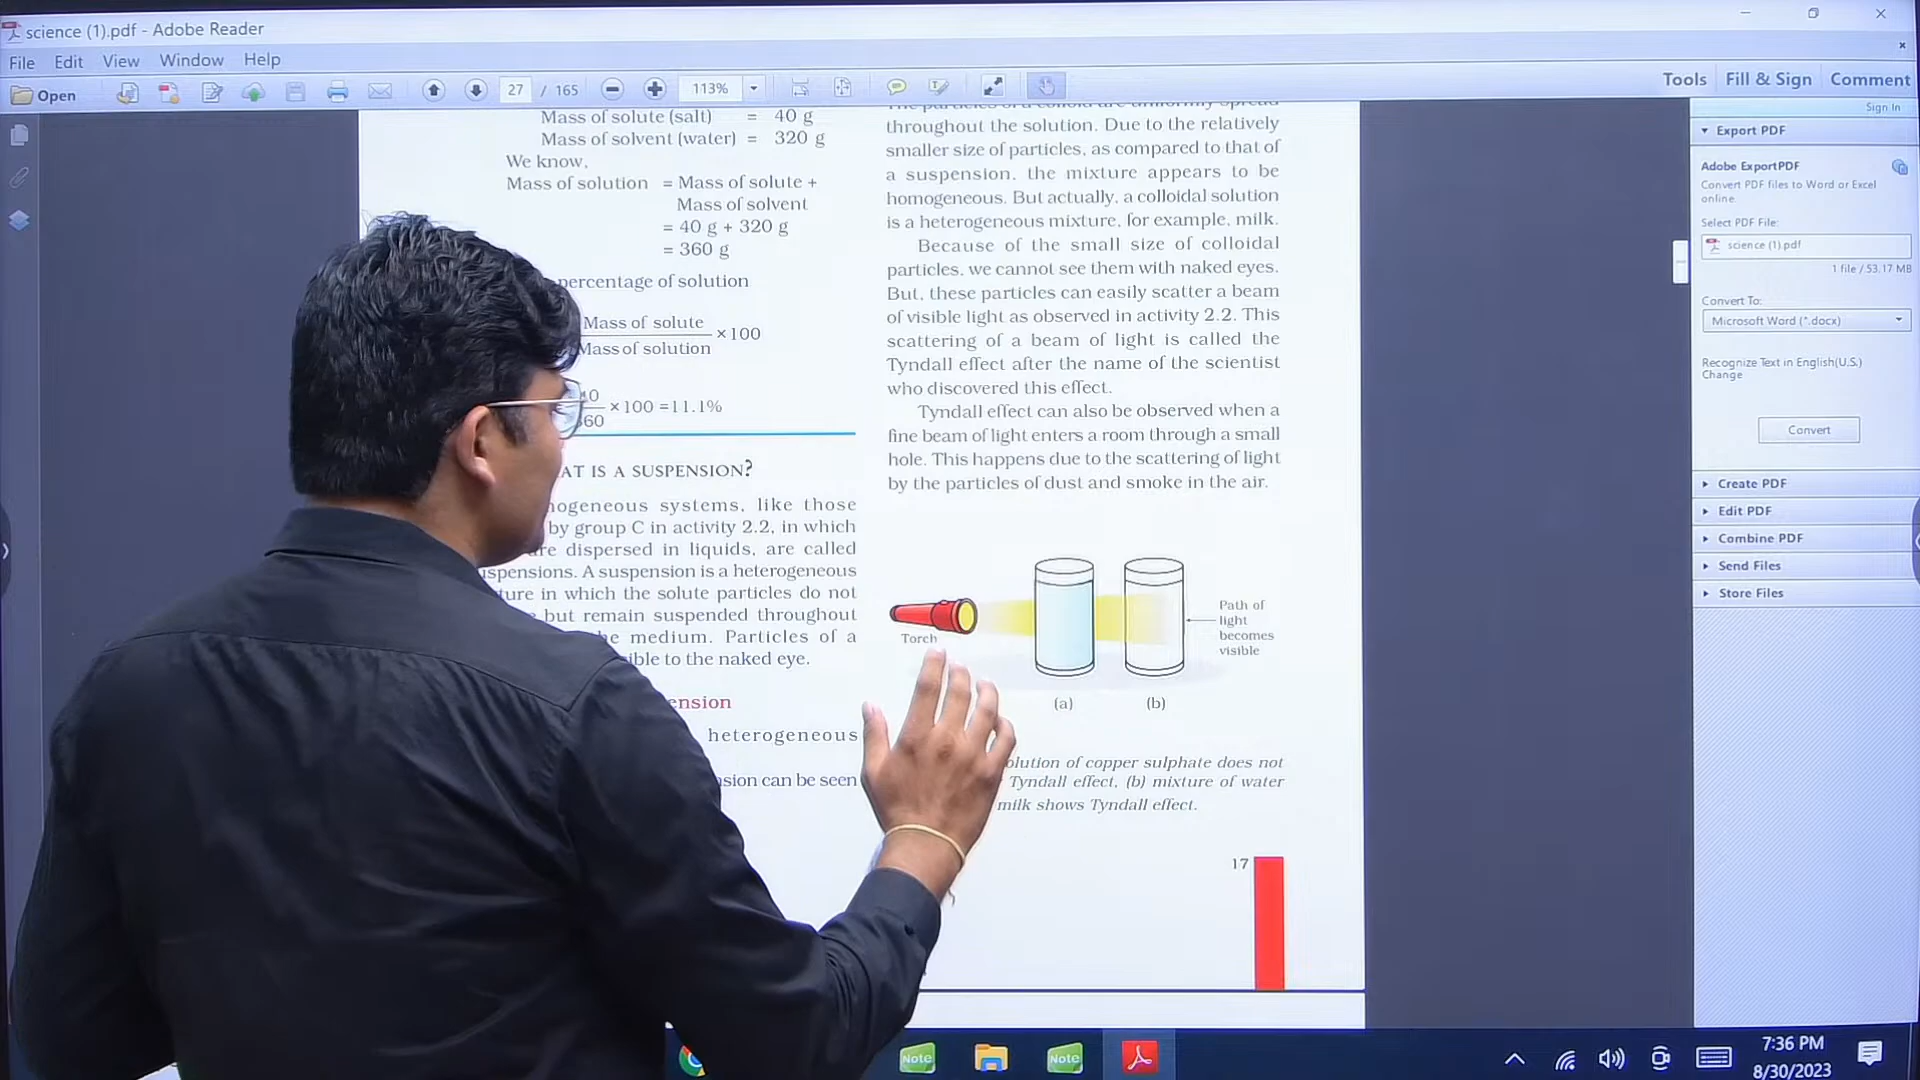 science (1).pdf - Adobe Reader
File Edit View Window Help
Open
27 / 165
113%
Tools Fill & Sign Comment
Sign In
Mass of solute (salt) = 40 g
Mass of solvent (water) = 320 g
We know,
Mass of solution = Mass of solute +
Mass of solvent
= 40 g + 320 g
= 360 g
percentage of solution
Mass of solute
×100
Mass of solution
×100 =11.1%
IS A SUSPENSION?
systems, like those
by group C in activity 2.2, in which
are dispersed in liquids, are called
A suspension is a heterogeneous
in which the solute particles do not
but remain suspended throughout
the medium. Particles of a
to the naked eye.
heterogeneous
can be seen
The particles of a colloid are uniformly spread
throughout the solution. Due to the relatively
smaller size of particles, as compared to that of
a suspension, the mixture appears to be
homogeneous. But actually, a colloidal solution
is a heterogeneous mixture, for example, milk.
Because of the small size of colloidal
particles, we cannot see them with naked eyes.
But, these particles can easily scatter a beam
of visible light as observed in activity 2.2. This
scattering of a beam of light is called the
Tyndall effect after the name of the scientist
who discovered this effect.
Tyndall effect can also be observed when a
fine beam of light enters a room through a small
hole. This happens due to the scattering of light
by the particles of dust and smoke in the air.
Torch
Path of
light
becomes
visible
(a) (b)
of copper sulphate does not
Tyndall effect, (b) mixture of water
milk shows Tyndall effect.
17
Export PDF
Adobe ExportPDF
Convert PDF files to Word or Excel
online.
Select PDF File:
science (1).pdf
1 file / 53.17 MB
Convert To:
Microsoft Word (*.docx)
Recognize Text in English(U.S.)
Change
Convert
Create PDF
Edit PDF
Combine PDF
Send Files
Store Files
Note
Note
7:36 PM
8/30/2023